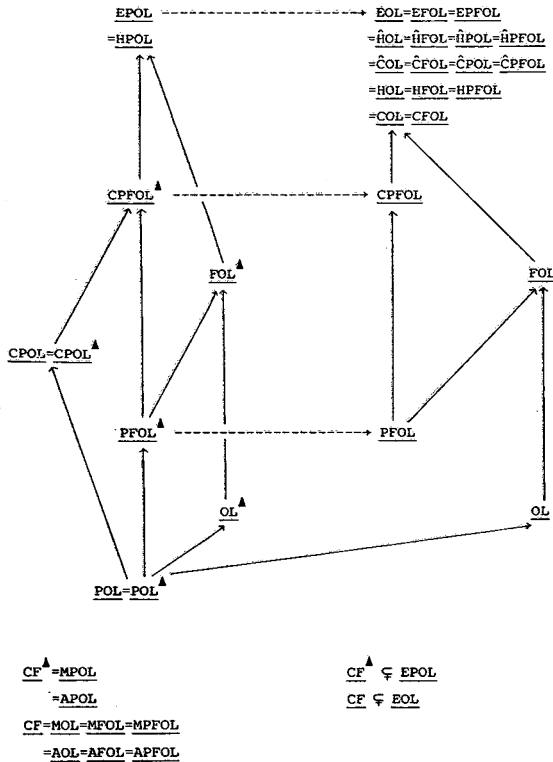 EPOL EOL=EFOL=EPFOL
=HPOL =ĤOL=ĤFOL=ĤPOL=ĤPFOL
=ĈOL=ĈFOL=ĈPOL=ĈPFOL
=HOL=HFOL=HPFOL
=COL=CFOL
CPFOL▲ CPFOL
FOL▲ FOL
CPOL=CPOL▲
PFOL▲ PFOL
OL▲ OL
POL=POL▲
CF▲=MPOL CF▲ ⊊ EPOL
=APOL CF ⊊ EOL
CF=MOL=MFOL=MPFOL
=AOL=AFOL=APFOL